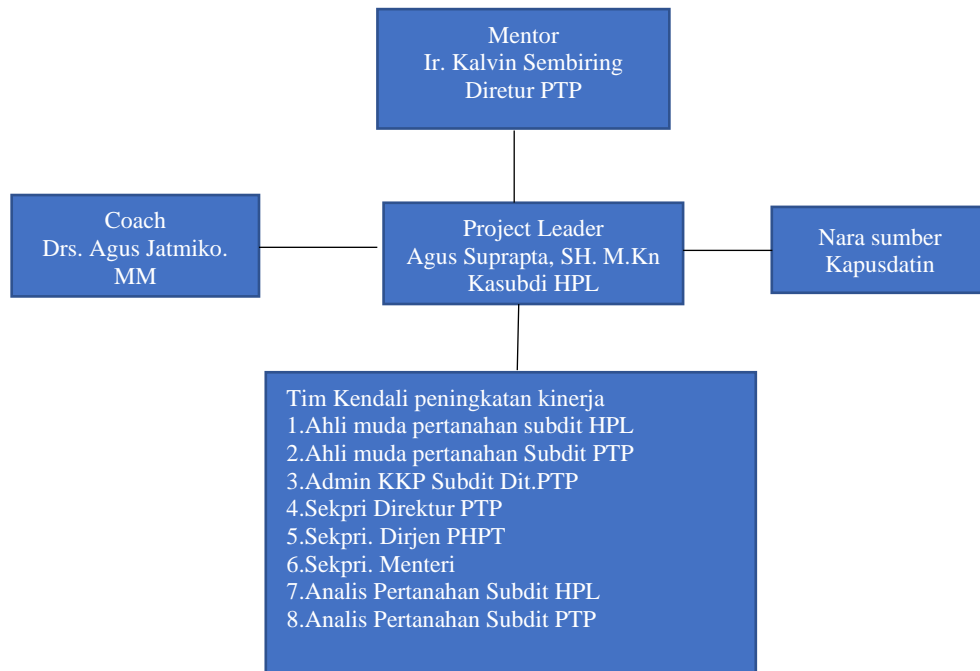 Mentor
Ir. Kalvin Sembiring
Diretur PTP
Coach
Drs. Agus Jatmiko.
MM
Project Leader
Agus Suprapta, SH. M.Kn
Kasubdi HPL
Nara sumber
Kapusdatin
Tim Kendali peningkatan kinerja
1.Ahli muda pertanahan subdit HPL
2.Ahli muda pertanahan Subdit PTP
3.Admin KKP Subdit Dit.PTP
4.Sekpri Direktur PTP
5.Sekpri. Dirjen PHPT
6.Sekpri. Menteri
7.Analis Pertanahan Subdit HPL
8.Analis Pertanahan Subdit PTP